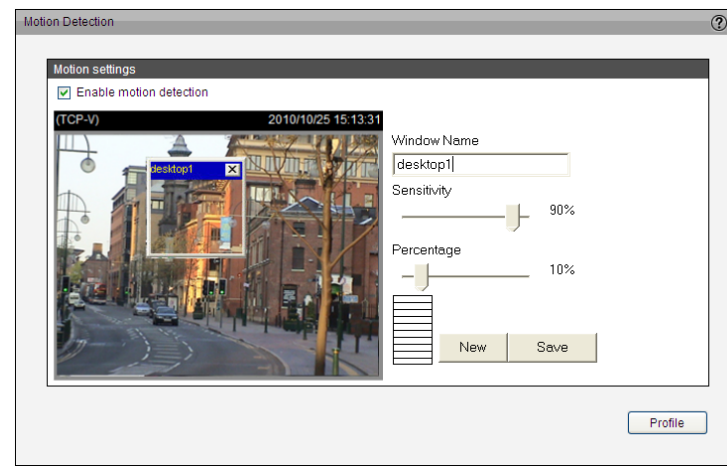 Motion Detection
Motion settings
Enable motion detection
(TCP-V) 2010/10/25 15:13:31
desktop1
Window Name
desktop1
Sensitivity
90%
Percentage
10%
New Save
Profile